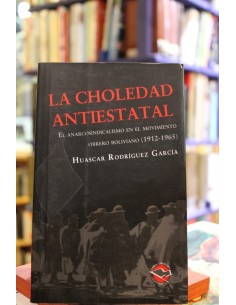 LA CHOLEDAD
ANTIESTATAL
EL ANARCOSINDICALISMO EN EL MOVIMIENTO
OBRERO BOLIVIANO (1912-1965)
HUASCAR RODRÍGUEZ GARCÍA